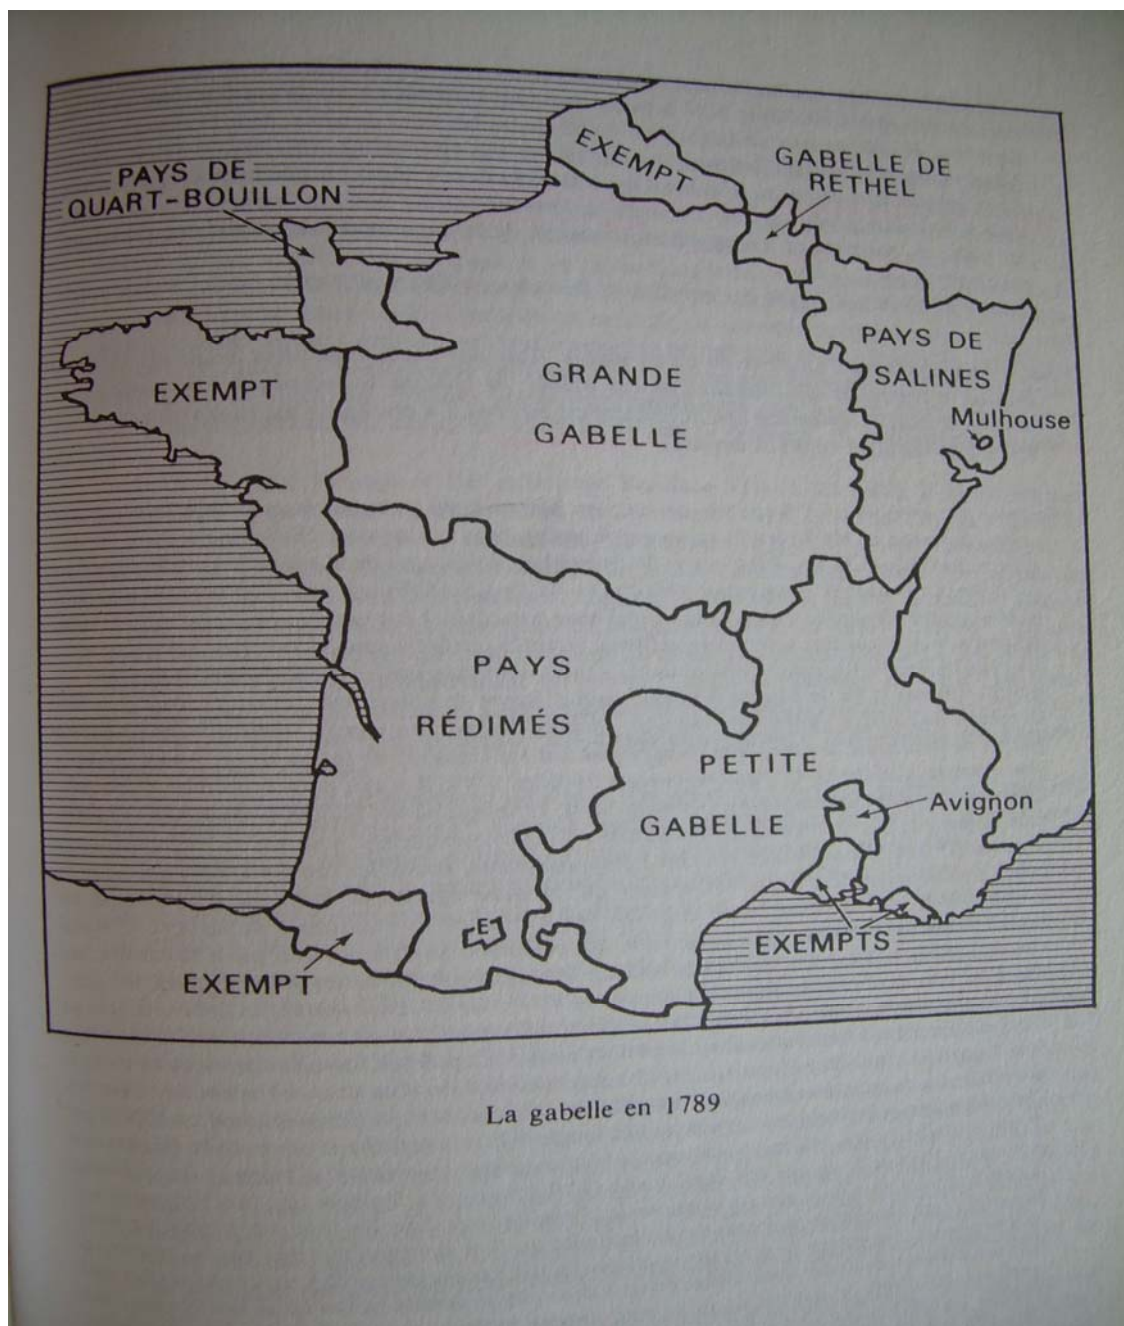 EXEMPT
GABELLE DE
RETHEL
PAYS DE
QUART-BOUILLON
PAYS DE
SALINES
EXEMPT
GRANDE
GABELLE
Mulhouse
PAYS
RÉDIMÉS
PETITE
GABELLE
Avignon
E
EXEMPTS
EXEMPT
La gabelle en 1789